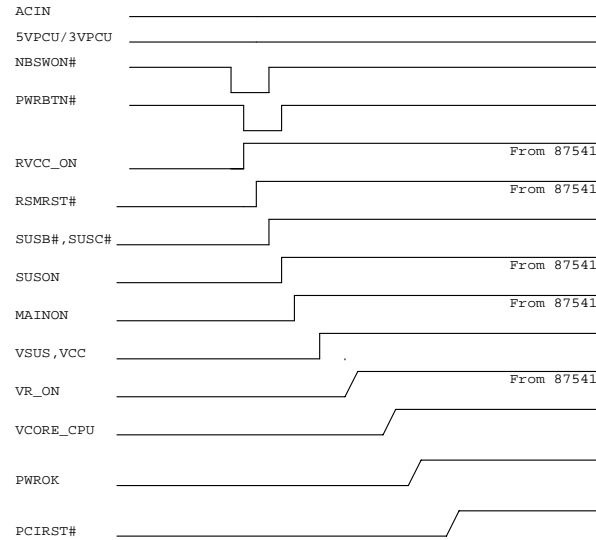 ACIN
5VPCU/3VPCU
NBSWON#
PWRBTN#
RVCC_ON From 87541
RSMRST# From 87541
SUSB#,SUSC#
SUSON From 87541
MAINON From 87541
VSUS,VCC
VR_ON From 87541
VCORE_CPU
PWROK
PCIRST#